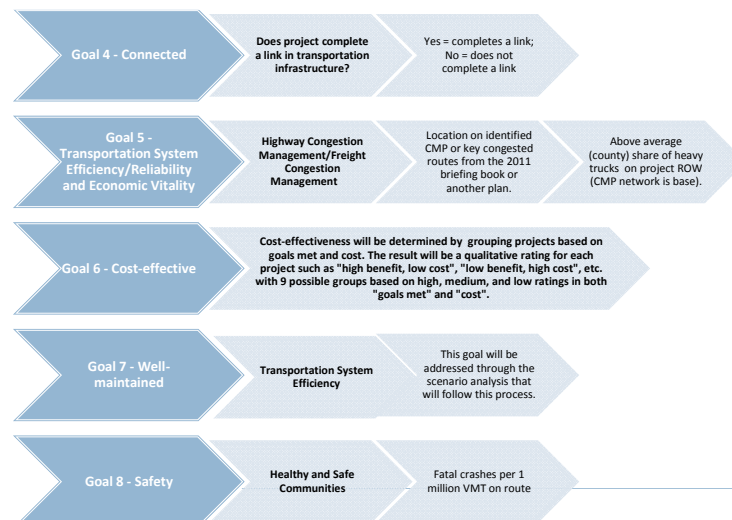 Goal 4 - Connected
Does project complete
a link in transportation
infrastructure?
Yes = completes a link;
No = does not
complete a link
Goal 5 -
Transportation System
Efficiency/Reliability
and Economic Vitality
Highway Congestion
Management/Freight
Congestion
Management
Location on identified
CMP or key congested
routes from the 2011
briefing book or
another plan.
Above average
(county) share of heavy
trucks on project ROW
(CMP network is base).
Goal 6 - Cost-effective
Cost-effectiveness will be determined by grouping projects based on
goals met and cost. The result will be a qualitative rating for each
project such as "high benefit, low cost", "low benefit, high cost", etc.
with 9 possible groups based on high, medium, and low ratings in both
"goals met" and "cost".
Goal 7 - Well-
maintained
Transportation System
Efficiency
This goal will be
addressed through the
scenario analysis that
will follow this process.
Goal 8 - Safety
Healthy and Safe
Communities
Fatal crashes per 1
million VMT on route